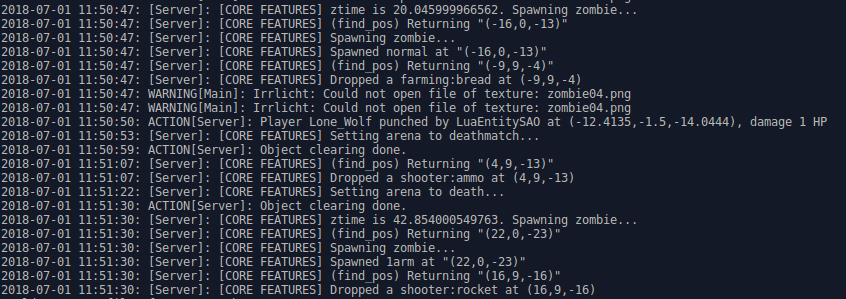 2018-07-01 11:50:47: [Server]: [CORE FEATURES] ztime is 20.045999966562. Spawning zombie...
2018-07-01 11:50:47: [Server]: [CORE FEATURES] (find_pos) Returning "(-16,0,-13)"
2018-07-01 11:50:47: [Server]: [CORE FEATURES] Spawning zombie...
2018-07-01 11:50:47: [Server]: [CORE FEATURES] Spawned normal at "(-16,0,-13)"
2018-07-01 11:50:47: [Server]: [CORE FEATURES] (find_pos) Returning "(-9,9,-4)"
2018-07-01 11:50:47: [Server]: [CORE FEATURES] Dropped a farming:bread at (-9,9,-4)
2018-07-01 11:50:47: WARNING[Main]: Irrlicht: Could not open file of texture: zombie04.png
2018-07-01 11:50:47: WARNING[Main]: Irrlicht: Could not open file of texture: zombie04.png
2018-07-01 11:50:50: ACTION[Server]: Player Lone_Wolf punched by LuaEntitySAO at (-12.4135,-1.5,-14.0444), damage 1 HP
2018-07-01 11:50:53: [Server]: [CORE FEATURES] Setting arena to deathmatch...
2018-07-01 11:50:59: ACTION[Server]: Object clearing done.
2018-07-01 11:51:07: [Server]: [CORE FEATURES] (find_pos) Returning "(4,9,-13)"
2018-07-01 11:51:07: [Server]: [CORE FEATURES] Dropped a shooter:ammo at (4,9,-13)
2018-07-01 11:51:22: [Server]: [CORE FEATURES] Setting arena to death...
2018-07-01 11:51:30: ACTION[Server]: Object clearing done.
2018-07-01 11:51:30: [Server]: [CORE FEATURES] ztime is 42.854000549763. Spawning zombie...
2018-07-01 11:51:30: [Server]: [CORE FEATURES] (find_pos) Returning "(22,0,-23)"
2018-07-01 11:51:30: [Server]: [CORE FEATURES] Spawning zombie...
2018-07-01 11:51:30: [Server]: [CORE FEATURES] Spawned 1arm at "(22,0,-23)"
2018-07-01 11:51:30: [Server]: [CORE FEATURES] (find_pos) Returning "(16,9,-16)"
2018-07-01 11:51:30: [Server]: [CORE FEATURES] Dropped a shooter:rocket at (16,9,-16)